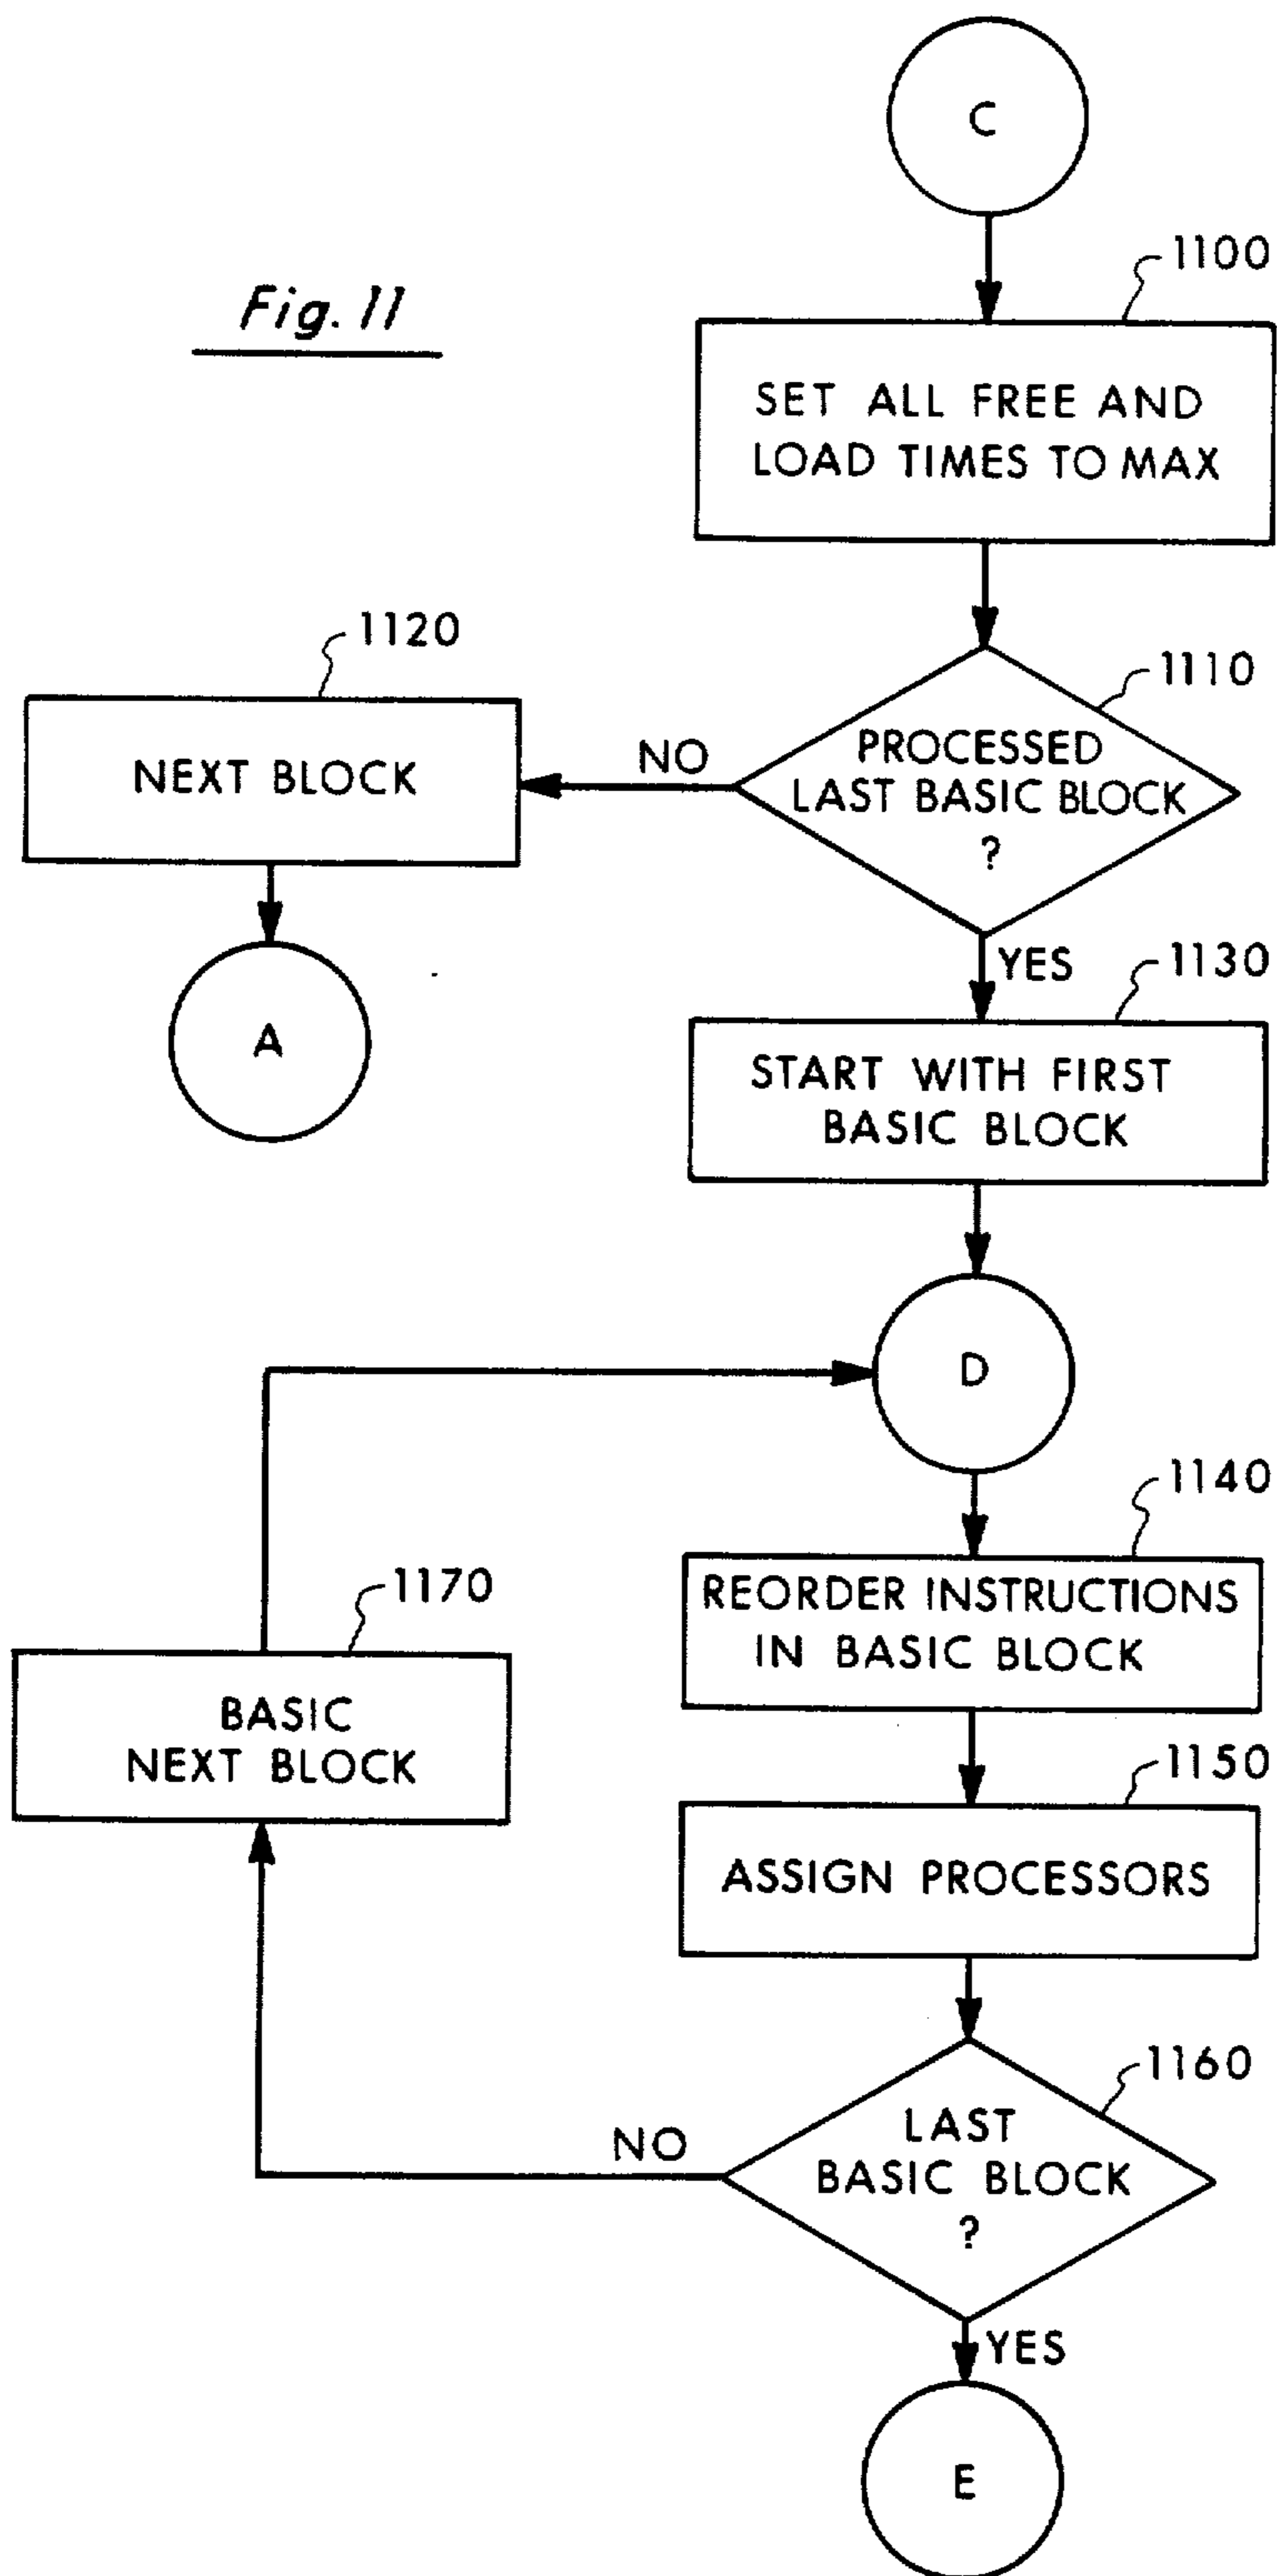 C
Fig. 11
1100
SET ALL FREE AND
LOAD TIMES TO MAX
1120
1110
NEXT BLOCK
NO
PROCESSED
LAST BASIC BLOCK
?
YES
1130
A
START WITH FIRST
BASIC BLOCK
D
1140
REORDER INSTRUCTIONS
IN BASIC BLOCK
1170
BASIC
NEXT BLOCK
1150
ASSIGN PROCESSORS
1160
NO
LAST
BASIC BLOCK
?
YES
E